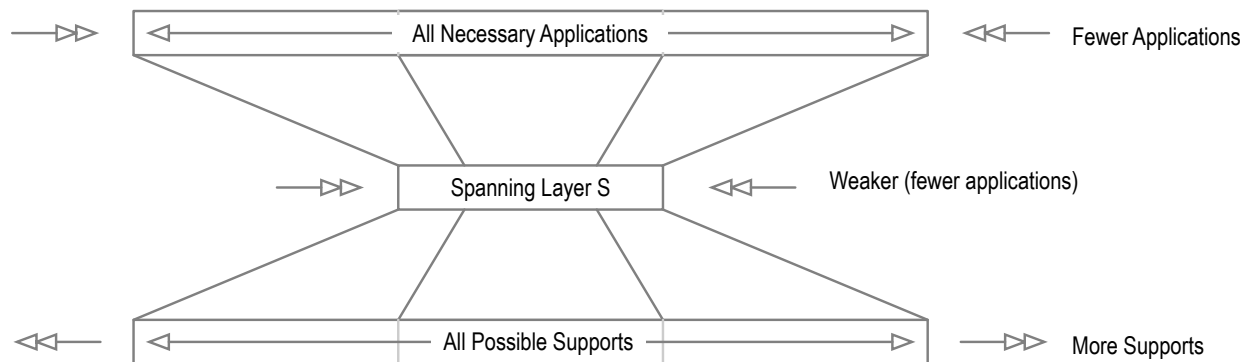 All Necessary Applications
Fewer Applications
Spanning Layer S
Weaker (fewer applications)
All Possible Supports
More Supports